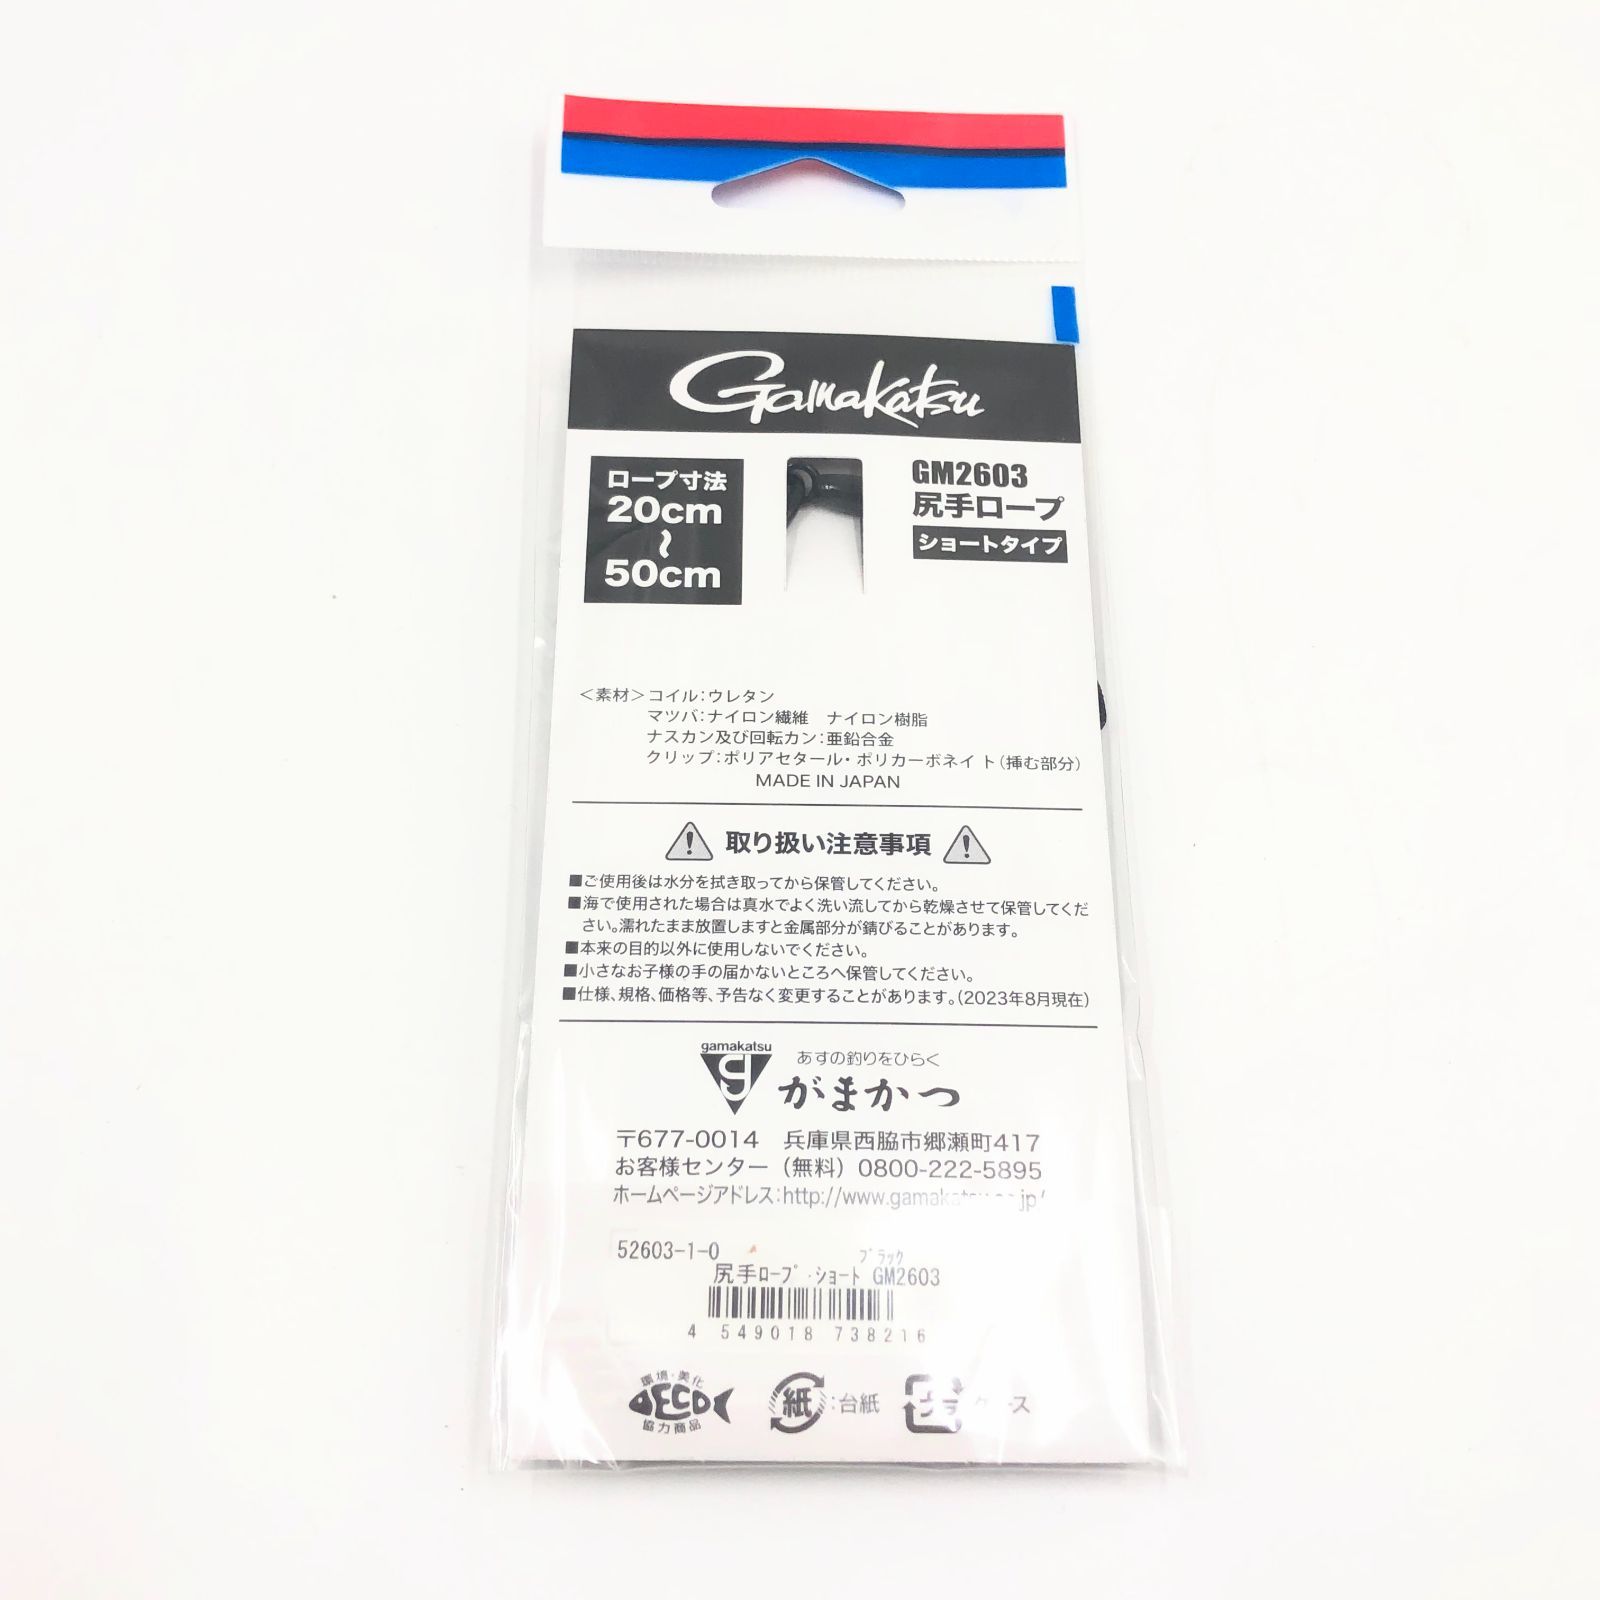 Gamakatsu
ロープ寸法
20cm
〜
50cm
GM2603
尻手ロープ
ショートタイプ
＜素材＞コイル：ウレタン
マツバ：ナイロン繊維　ナイロン樹脂
ナスカン及び回転カン：亜鉛合金
クリップ：ポリアセタール・ポリカーボネイト（挿む部分）
MADE IN JAPAN
取り扱い注意事項
■ご使用後は水分を拭き取ってから保管してください。
■海で使用された場合は真水でよく洗い流してから乾燥させて保管してくだ
さい。濡れたまま放置しますと金属部分が錆びることがあります。
■本来の目的以外に使用しないでください。
■小さなお子様の手の届かないところへ保管してください。
■仕様、規格、価格等、予告なく変更することがあります。（2023年8月現在）
gamakatsu
あすの釣りをひらく
がまかつ
〒677-0014　兵庫県西脇市郷瀬町417
お客様センター（無料）0800-222-5895
ホームページアドレス：http://www.gamakatsu.co.jp/
52603-1-0
ﾌﾞﾗｯｸ
尻手ﾛｰﾌﾟ･ｼｮｰﾄ GM2603
4 549018 738216
環境・美化
ECO
協力商品
紙：台紙
プラ